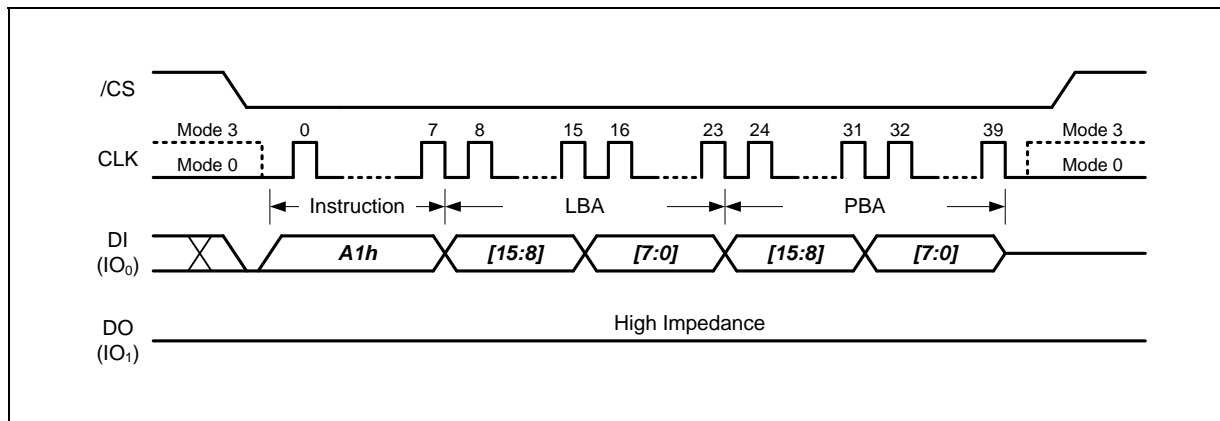 /CS
Mode 3 0 7 8 15 16 23 24 31 32 39 Mode 3
CLK
Mode 0 Mode 0
Instruction LBA PBA
DI
(IO₀)
A1h [15:8] [7:0] [15:8] [7:0]
High Impedance
DO
(IO₁)